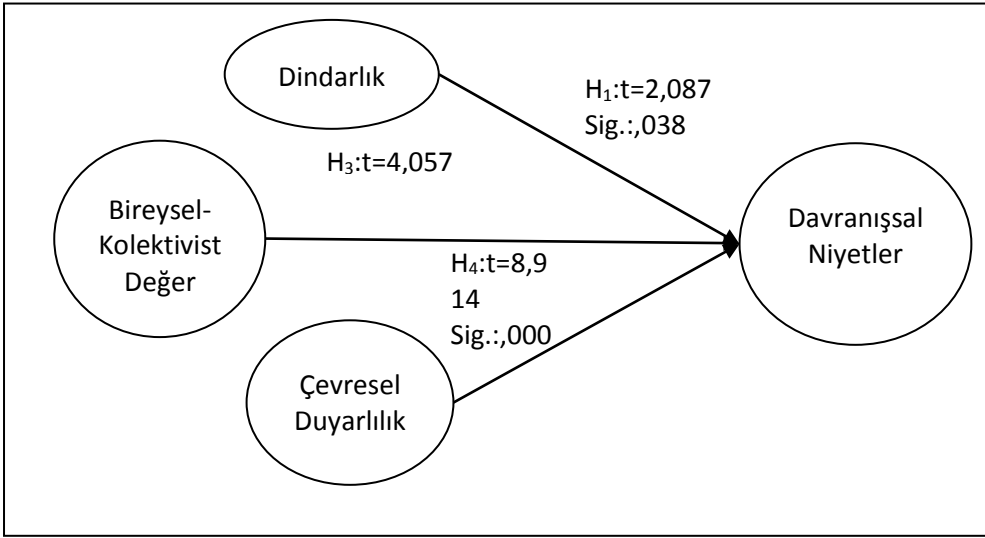 Dindarlık
H₁:t=2,087
Sig.:,038
H₃:t=4,057
Bireysel-
Kolektivist
Değer
Davranışsal
Niyetler
H₄:t=8,9
14
Sig.:,000
Çevresel
Duyarlılık